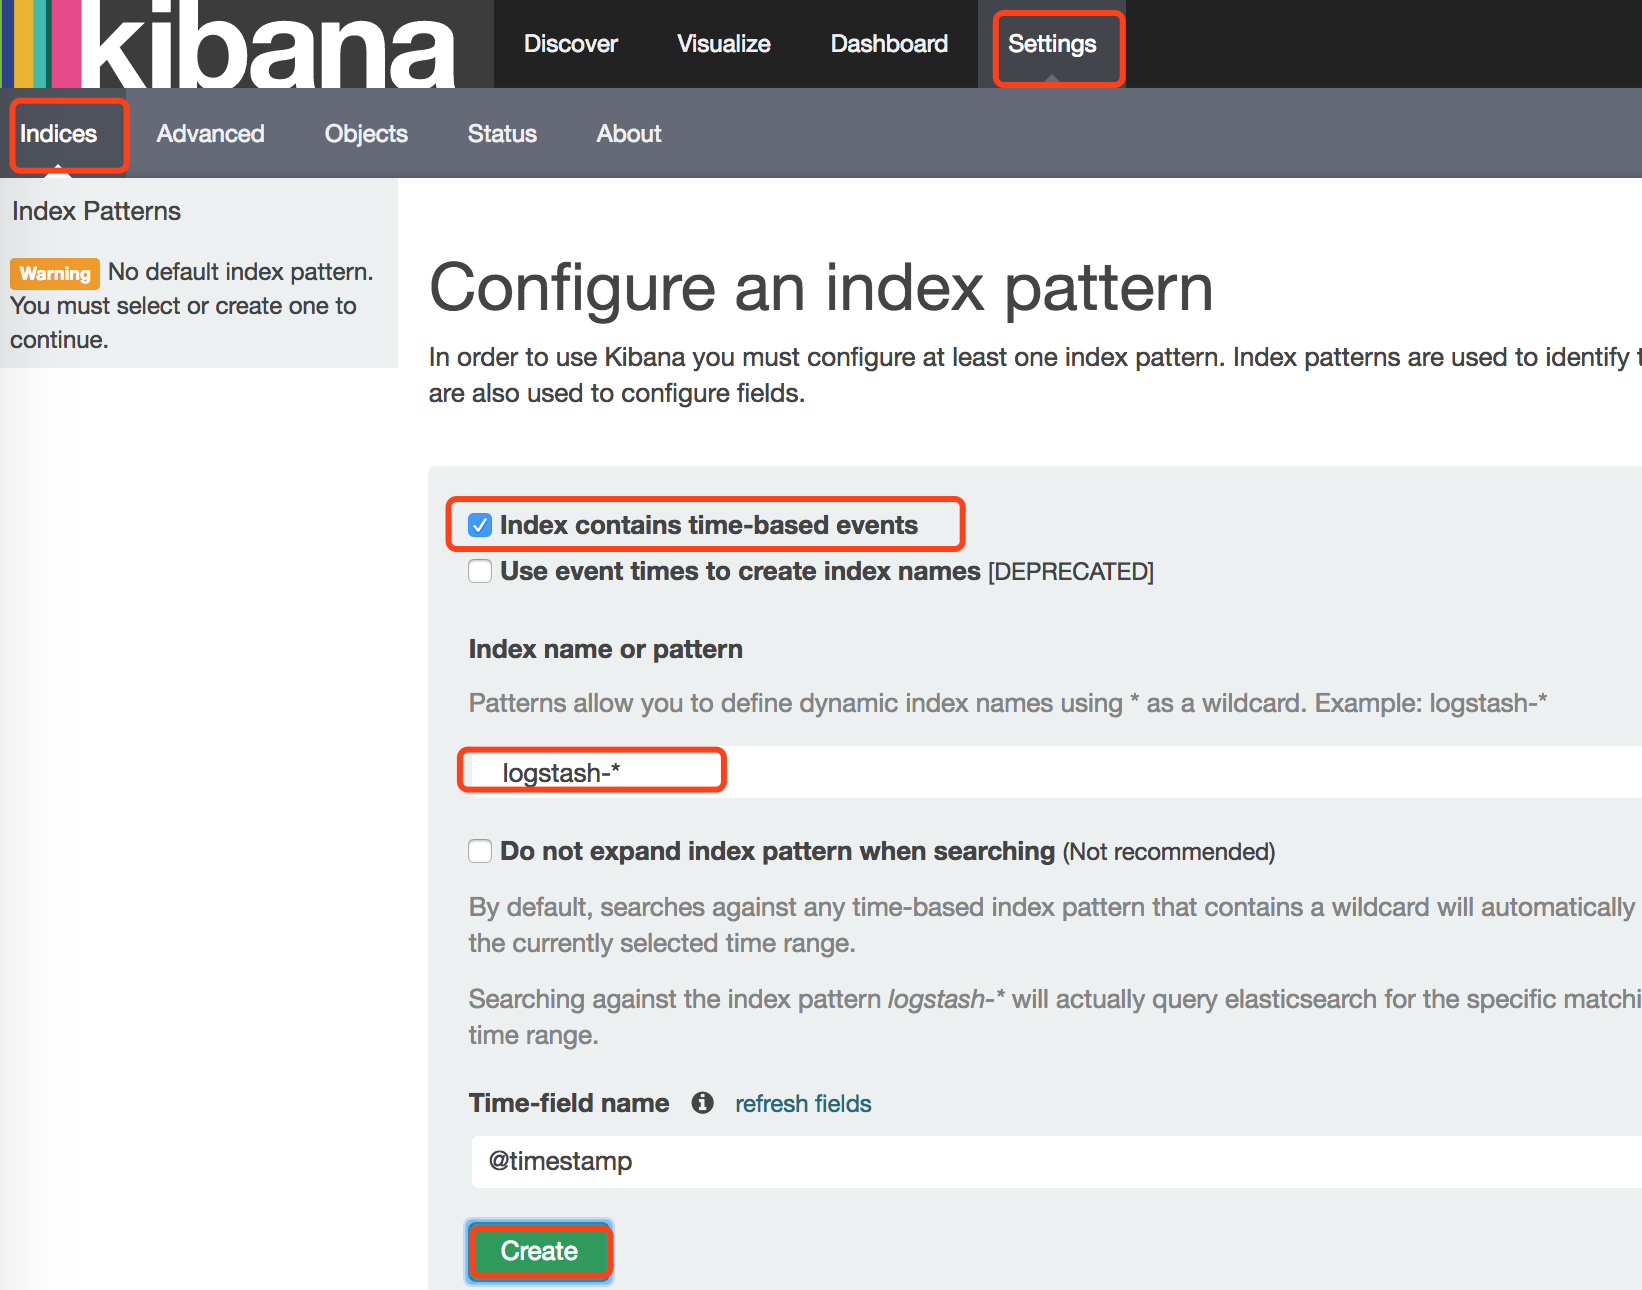 kibana
Discover Visualize Dashboard Settings
Indices Advanced Objects Status About
Index Patterns
Warning No default index pattern.
You must select or create one to
continue.
Configure an index pattern
In order to use Kibana you must configure at least one index pattern. Index patterns are used to identify
are also used to configure fields.
Index contains time-based events
Use event times to create index names [DEPRECATED]
Index name or pattern
Patterns allow you to define dynamic index names using * as a wildcard. Example: logstash-*
logstash-*
Do not expand index pattern when searching (Not recommended)
By default, searches against any time-based index pattern that contains a wildcard will automatically
the currently selected time range.
Searching against the index pattern logstash-* will actually query elasticsearch for the specific matchi
time range.
Time-field name refresh fields
@timestamp
Create